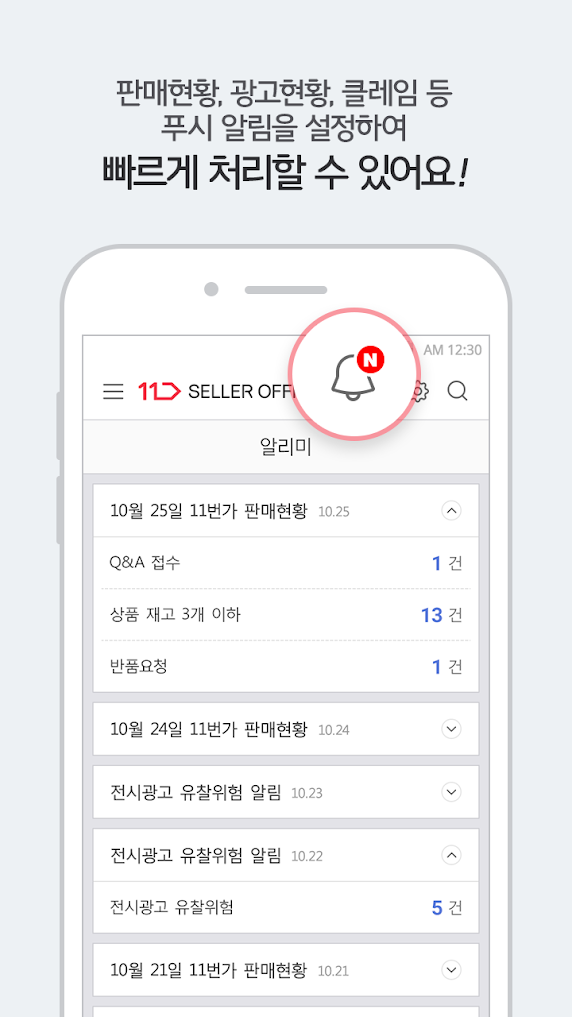 판매현황, 광고현황, 클레임 등
푸시 알림을 설정하여
빠르게 처리할 수 있어요!
AM 12:30
11
SELLER OFFI
N
알리미
10월 25일 11번가 판매현황 10.25
Q&A 접수 1 건
상품 재고 3개 이하 13 건
반품요청 1 건
10월 24일 11번가 판매현황 10.24
전시광고 유찰위험 알림 10.23
전시광고 유찰위험 알림 10.22
전시광고 유찰위험 5 건
10월 21일 11번가 판매현황 10.21